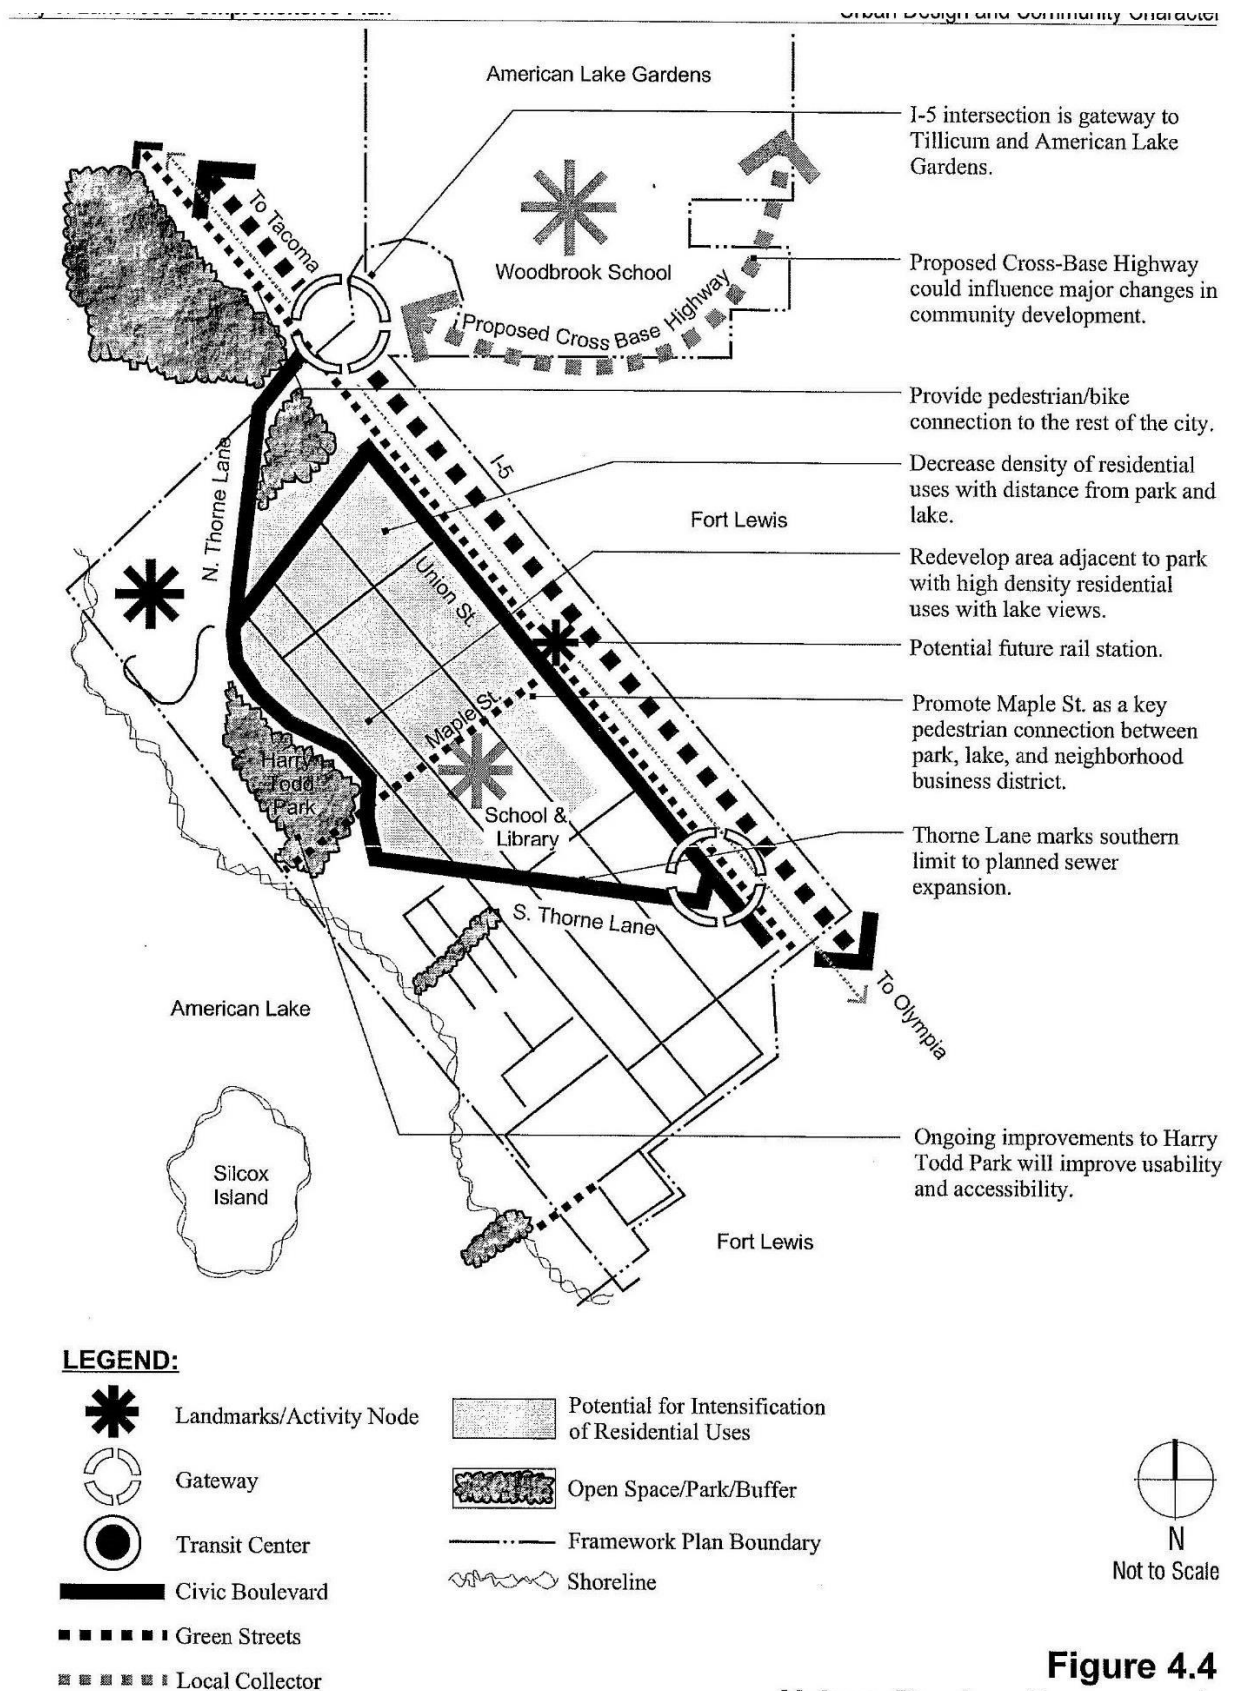 City of Lakewood Comprehensive Plan
Urban Design and Community Character
American Lake Gardens
I-5 intersection is gateway to
Tillicum and American Lake
Gardens.
To Tacoma
Woodbrook School
Proposed Cross Base Highway
Proposed Cross-Base Highway
could influence major changes in
community development.
Provide pedestrian/bike
connection to the rest of the city.
N. Thorne Lane
I-5
Decrease density of residential
uses with distance from park and
lake.
Fort Lewis
Union St.
Redevelop area adjacent to park
with high density residential
uses with lake views.
Potential future rail station.
Maple St.
Promote Maple St. as a key
pedestrian connection between
park, lake, and neighborhood
business district.
Harry
Todd
Park
School &
Library
Thorne Lane marks southern
limit to planned sewer
expansion.
S. Thorne Lane
To Olympia
American Lake
Ongoing improvements to Harry
Todd Park will improve usability
and accessibility.
Silcox
Island
Fort Lewis
LEGEND:
Landmarks/Activity Node
Gateway
Transit Center
Civic Boulevard
Green Streets
Local Collector
Potential for Intensification
of Residential Uses
Open Space/Park/Buffer
Framework Plan Boundary
Shoreline
N
Not to Scale
Figure 4.4